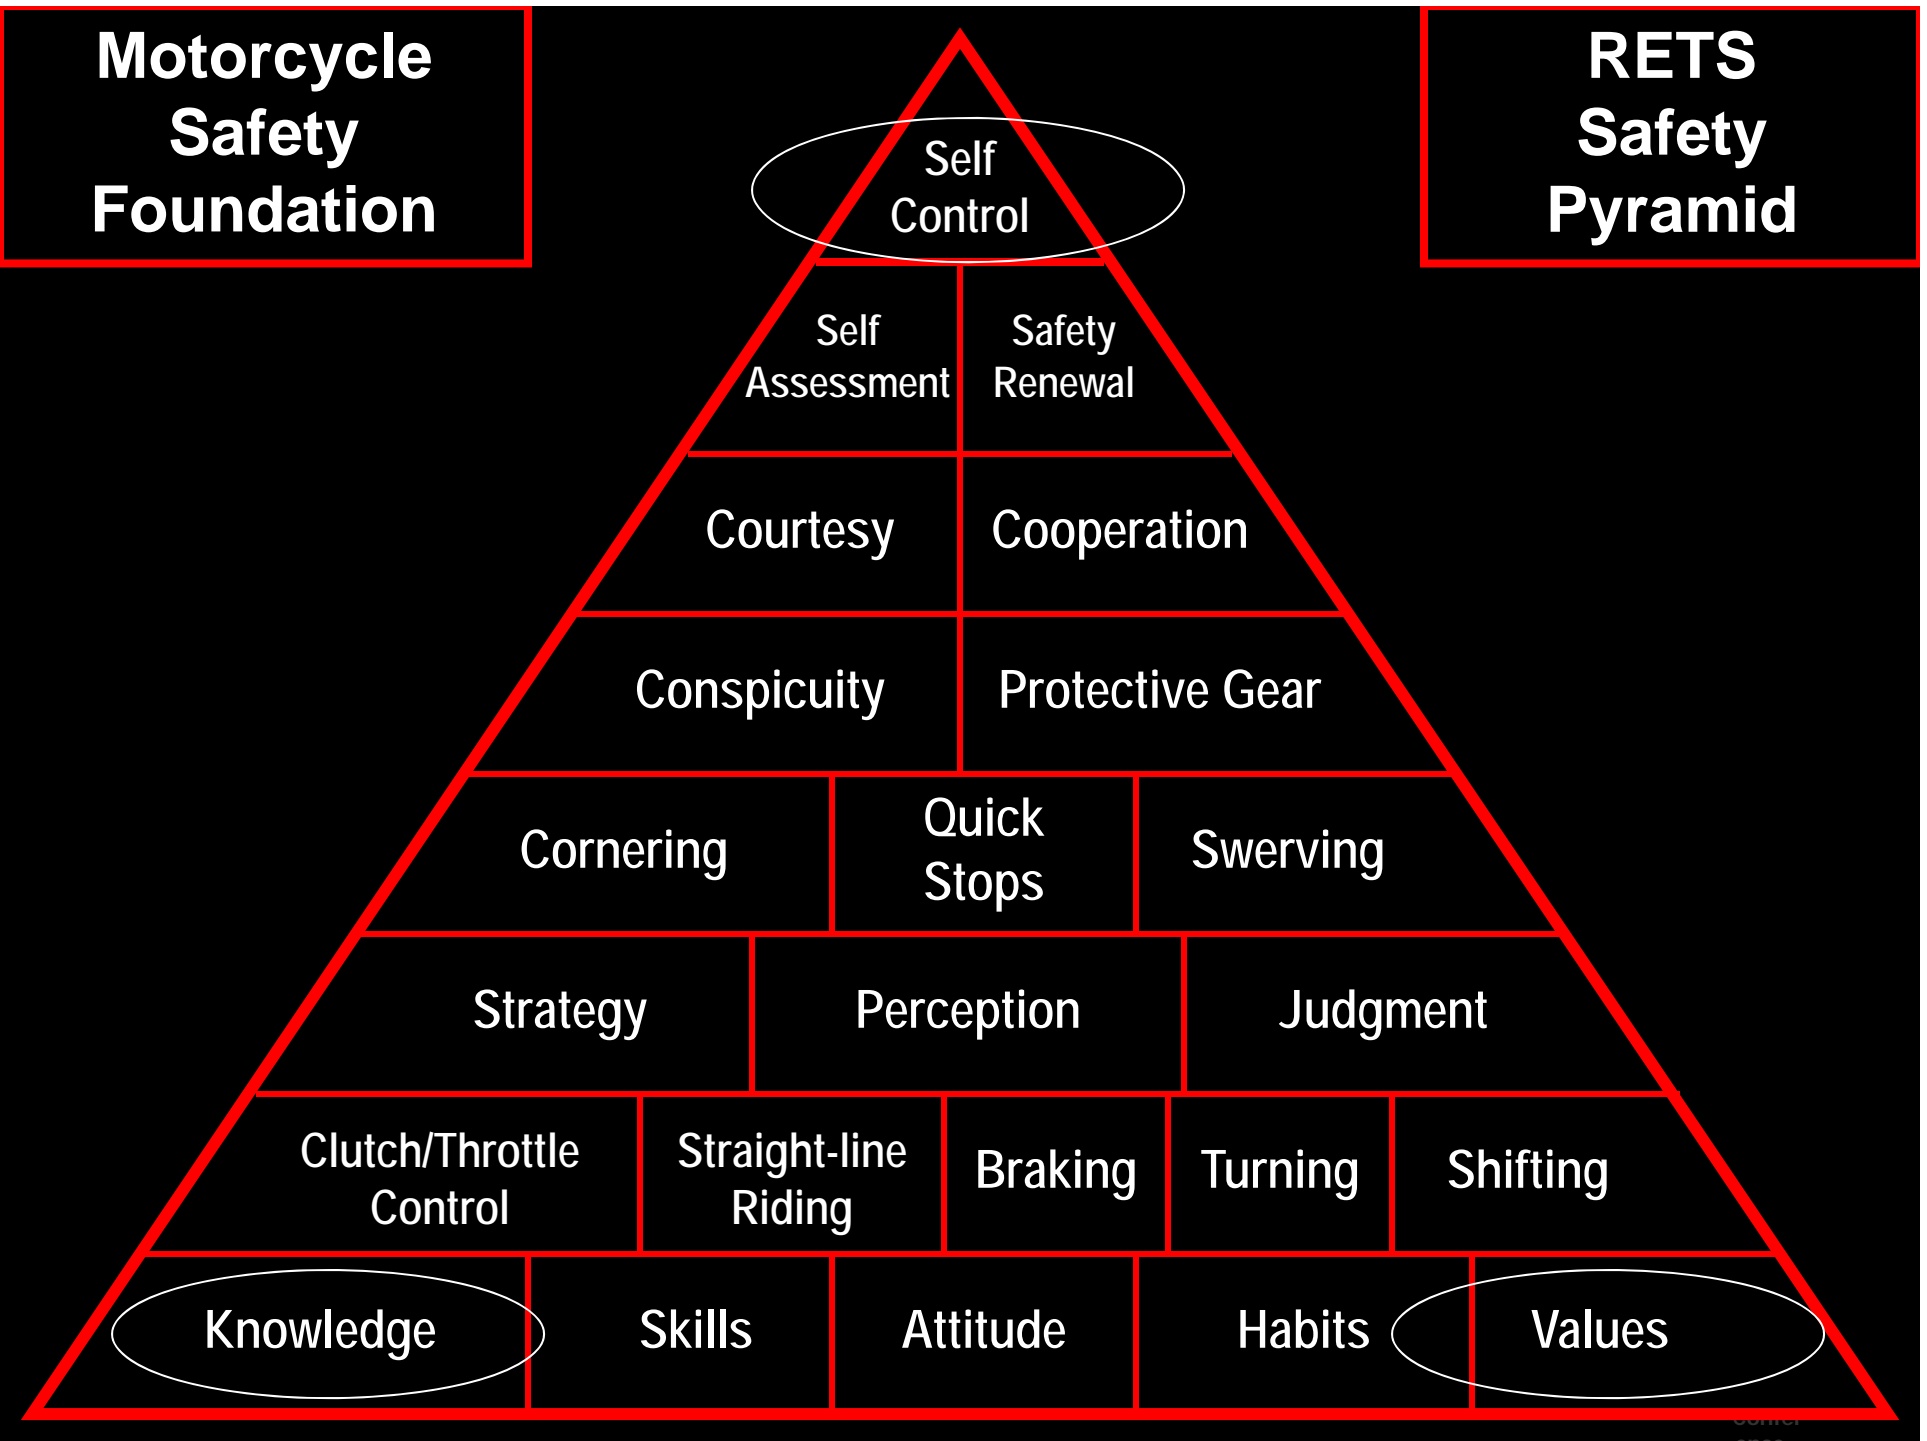 Motorcycle
Safety
Foundation
RETS
Safety
Pyramid
Self
Control
Self
Assessment
Safety
Renewal
Courtesy
Cooperation
Conspicuity
Protective Gear
Cornering
Quick
Stops
Swerving
Strategy
Perception
Judgment
Clutch/Throttle
Control
Straight-line
Riding
Braking
Turning
Shifting
Knowledge
Skills
Attitude
Habits
Values